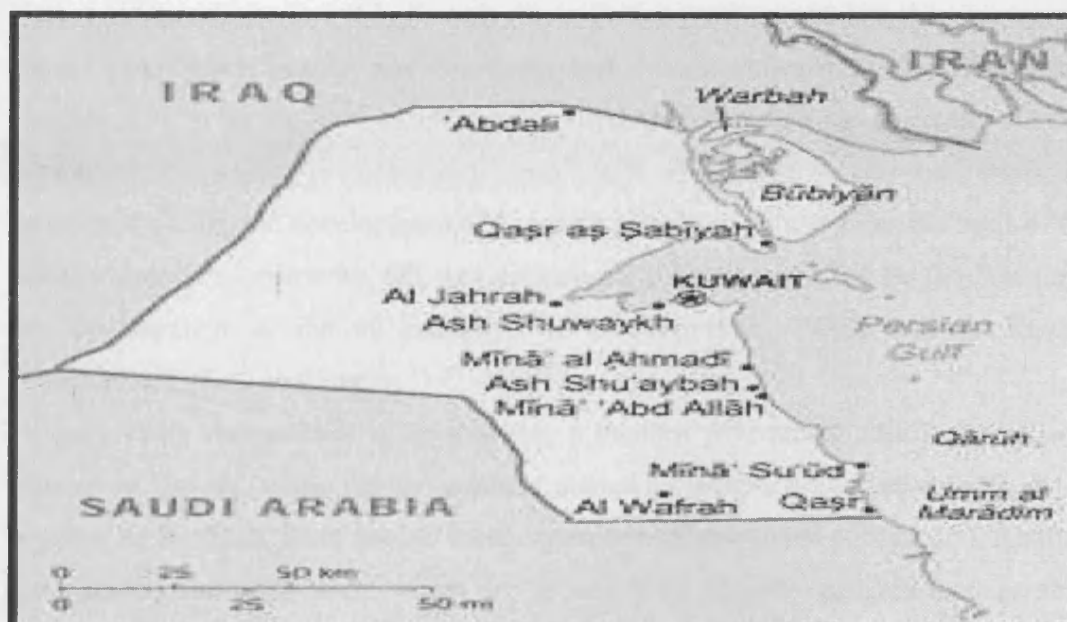 IRAN
IRAQ
Warbah
'Abdali
Būbiyān
Qaşr aş Şabīyah
KUWAIT
Al Jahrah
Ash Shuwaykh
Persian
Gulf
Mīnā' al Aḩmadī
Ash Shu'aybah
Mīnā' 'Abd Allāh
Qārūh
Mīnā' Su'ūd
SAUDI ARABIA
Al Wafrah
Qaşr
Umm al
Marādim
0 25 50 km
0 25 50 mi